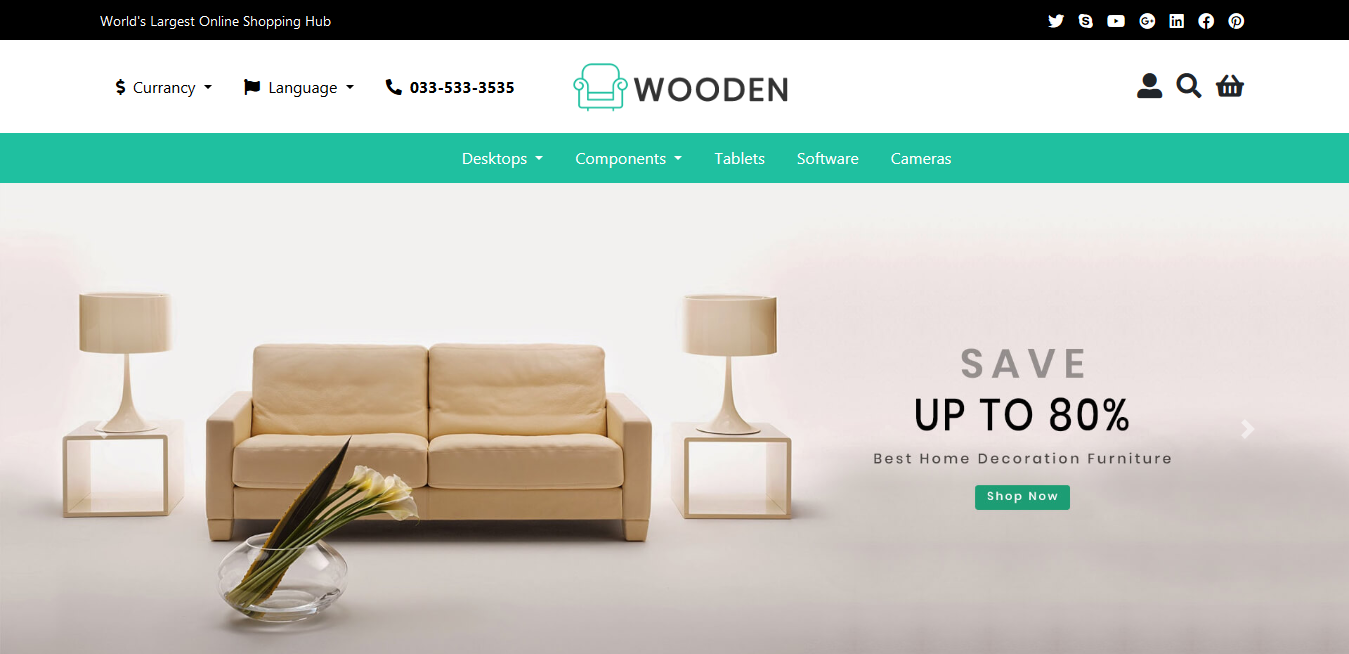 World's Largest Online Shopping Hub
Currancy
Language
033-533-3535
WOODEN
Desktops
Components
Tablets
Software
Cameras
SAVE
UP TO 80%
Best Home Decoration Furniture
Shop Now